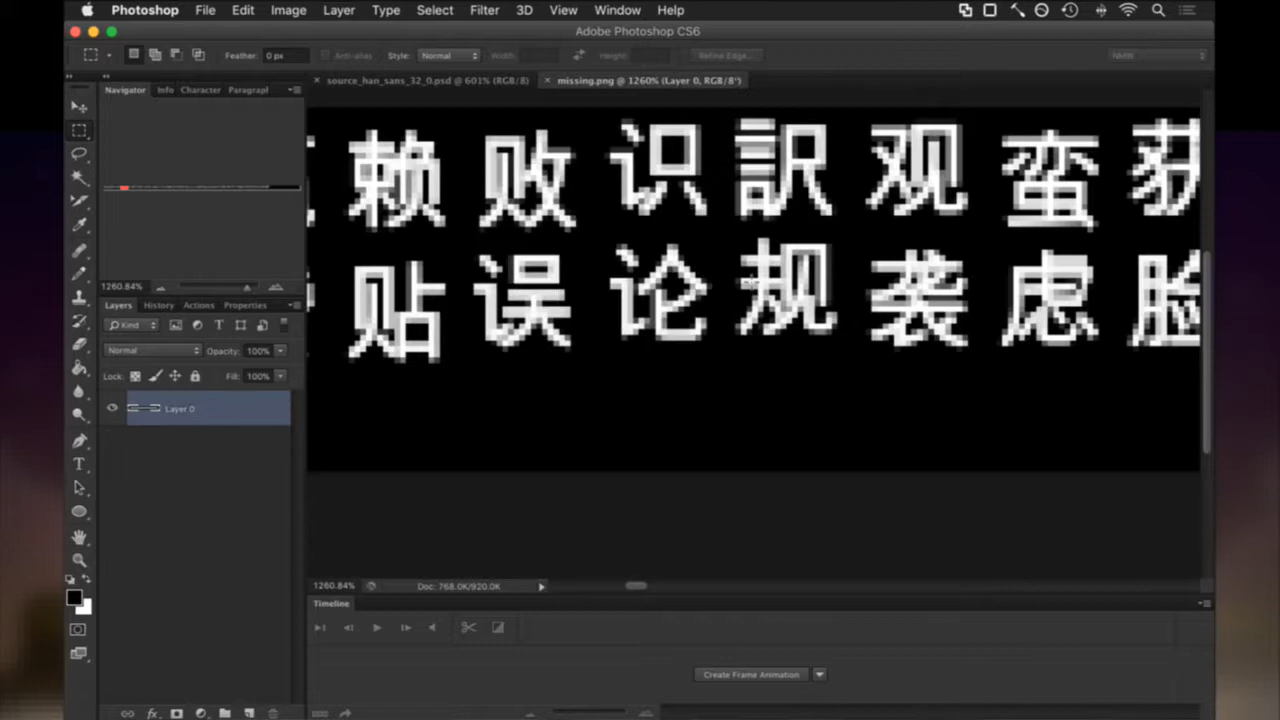 Photoshop File Edit Image Layer Type Select Filter 3D View Window Help
Adobe Photoshop CS6
Feather: 0 px Anti-alias Style: Normal Width: Height: Refine Edge...
source_han_sans_32_0.psd @ 601% (RGB/8) missing.png @ 1260% (Layer 0, RGB/8*)
Navigator Info Character Paragrapl
赖 败 识 訳 观 蛮 获
贴 误 论 规 袭 虑 脸
1260.84%
Layers History Actions Properties
Kind
Normal Opacity: 100%
Lock: Fill: 100%
Layer 0
1260.84% Doc: 768.0K/920.0K
Timeline
Create Frame Animation